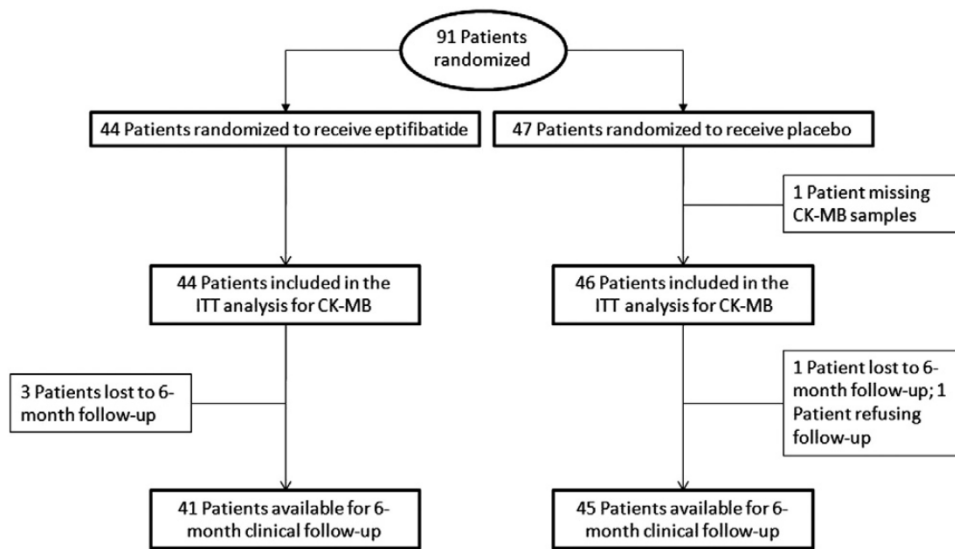 91 Patients
randomized
44 Patients randomized to receive eptifibatide
47 Patients randomized to receive placebo
1 Patient missing
CK-MB samples
44 Patients included in the
ITT analysis for CK-MB
46 Patients included in the
ITT analysis for CK-MB
3 Patients lost to 6-
month follow-up
1 Patient lost to 6-
month follow-up; 1
Patient refusing
follow-up
41 Patients available for 6-
month clinical follow-up
45 Patients available for 6-
month clinical follow-up